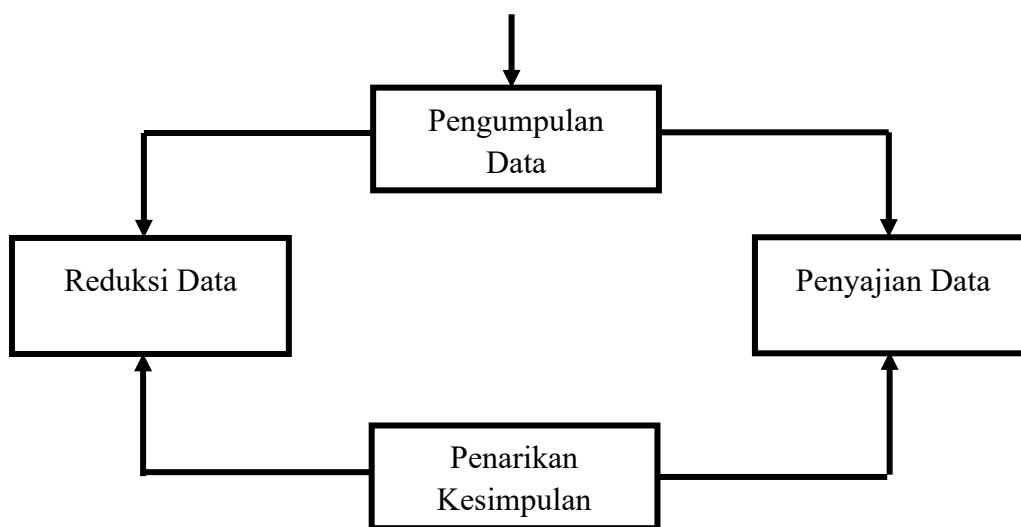 Pengumpulan
Data
Reduksi Data
Penyajian Data
Penarikan
Kesimpulan